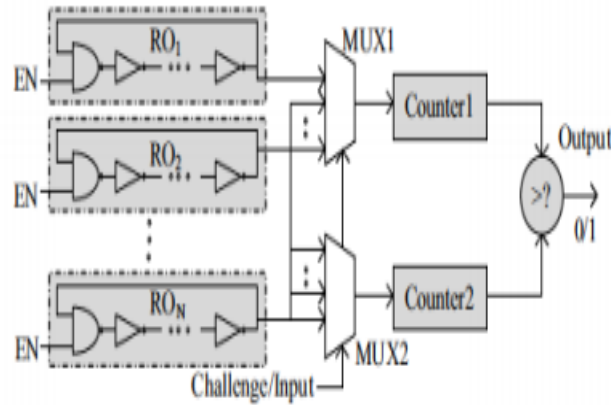 RO1
EN
RO2
EN
RON
EN
MUX1
Counter1
Output
>?
0/1
Counter2
MUX2
Challenge/Input